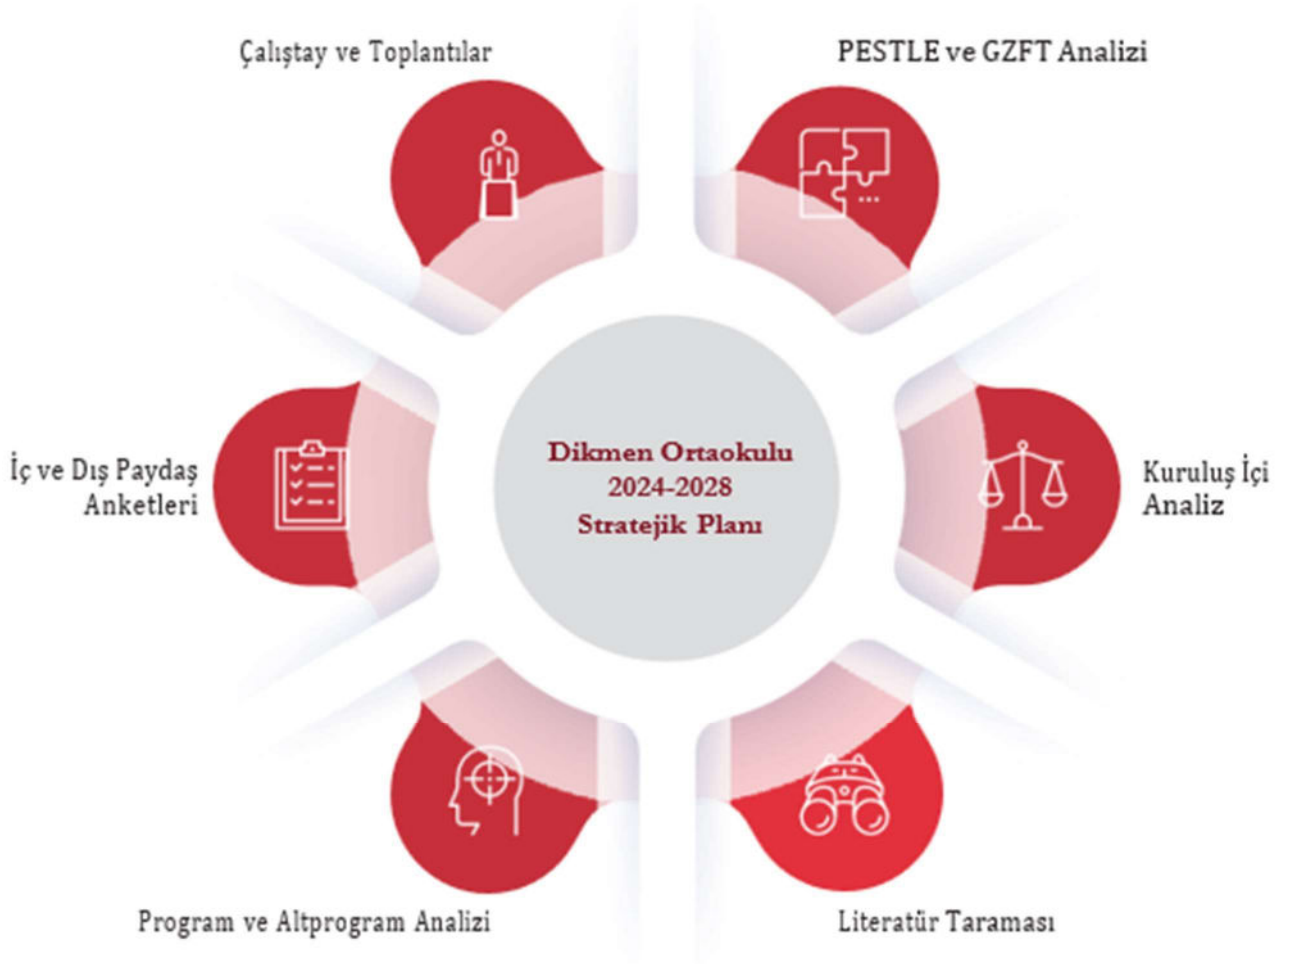 Çalıştay ve Toplantılar
PESTLE ve GZFT Analizi
İç ve Dış Paydaş
Anketleri
Dikmen Ortaokulu
2024-2028
Stratejik Planı
Kuruluş İçi
Analiz
Program ve Altprogram Analizi
Literatür Taraması